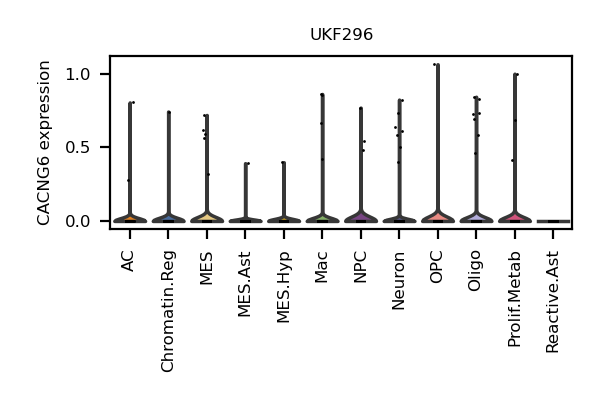 UKF296
CACNG6 expression
1.0
0.5
0.0
AC
Chromatin.Reg
MES
MES.Ast
MES.Hyp
Mac
NPC
Neuron
OPC
Oligo
Prolif.Metab
Reactive.Ast